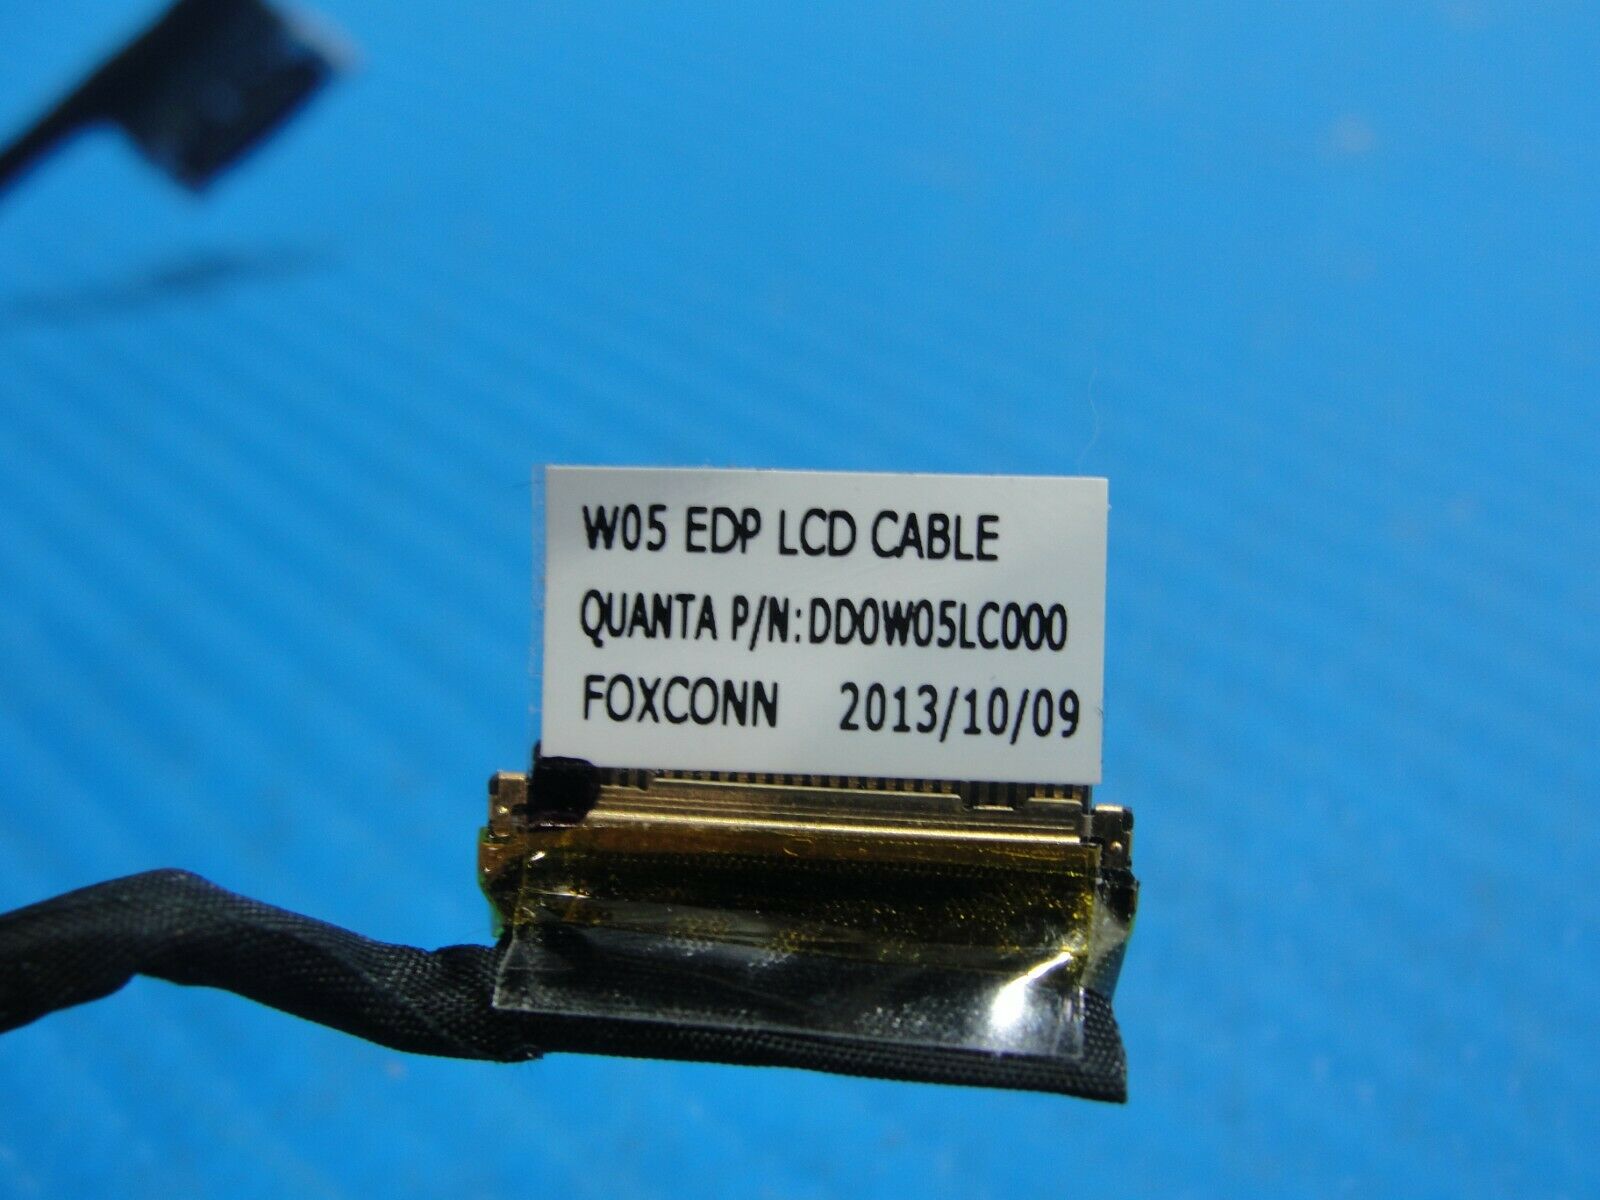 W05 EDP LCD CABLE
QUANTA P/N:DD0W05LC000
FOXCONN 2013/10/09